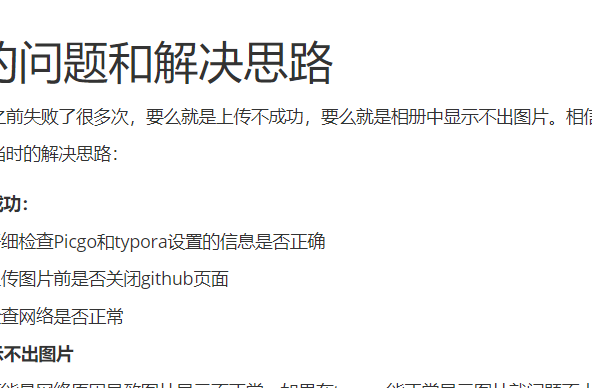 的问题和解决思路
之前失败了很多次，要么就是上传不成功，要么就是相册中显示不出图片。相信
当时的解决思路：
成功：
细检查Picgo和typora设置的信息是否正确
传图片前是否关闭github页面
查网络是否正常
示不出图片